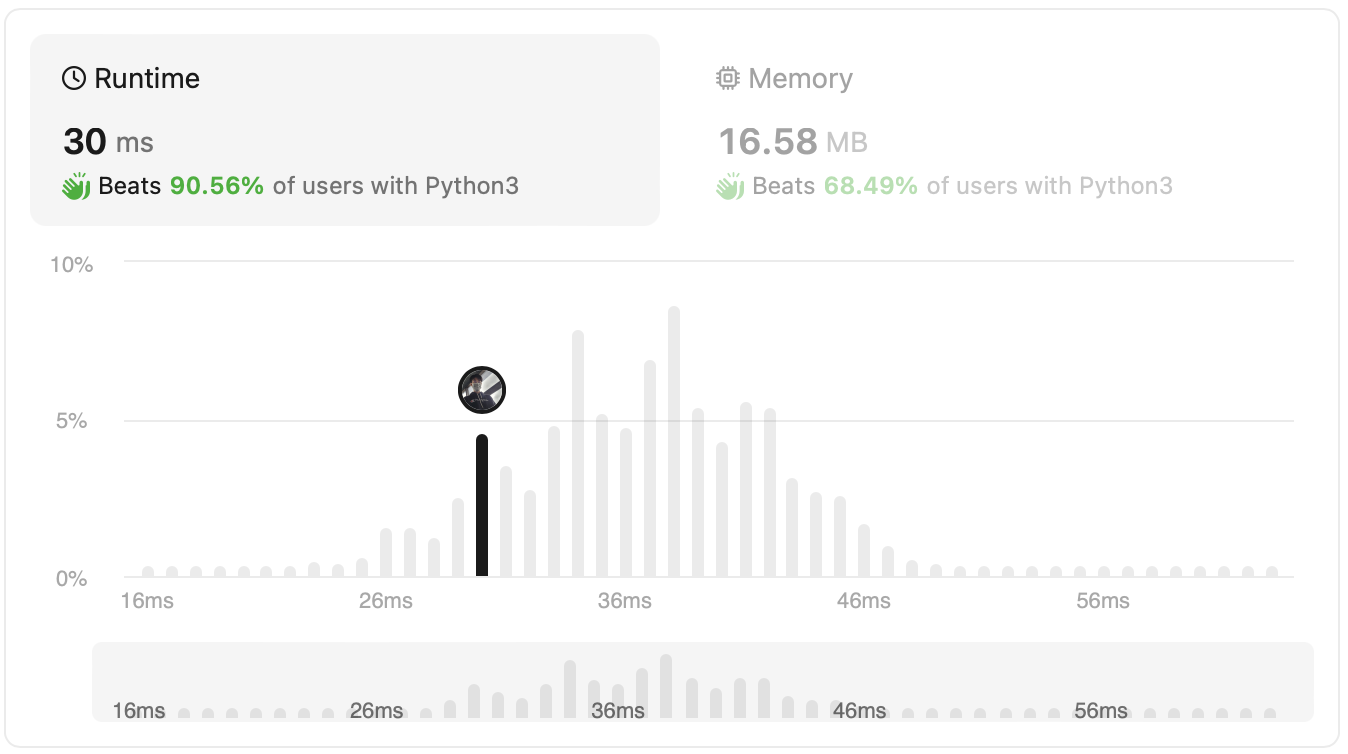 Runtime
30 ms
Beats 90.56% of users with Python3
Memory
16.58 MB
Beats 68.49% of users with Python3
10%
5%
0%
16ms 26ms 36ms 46ms 56ms
16ms 26ms 36ms 46ms 56ms